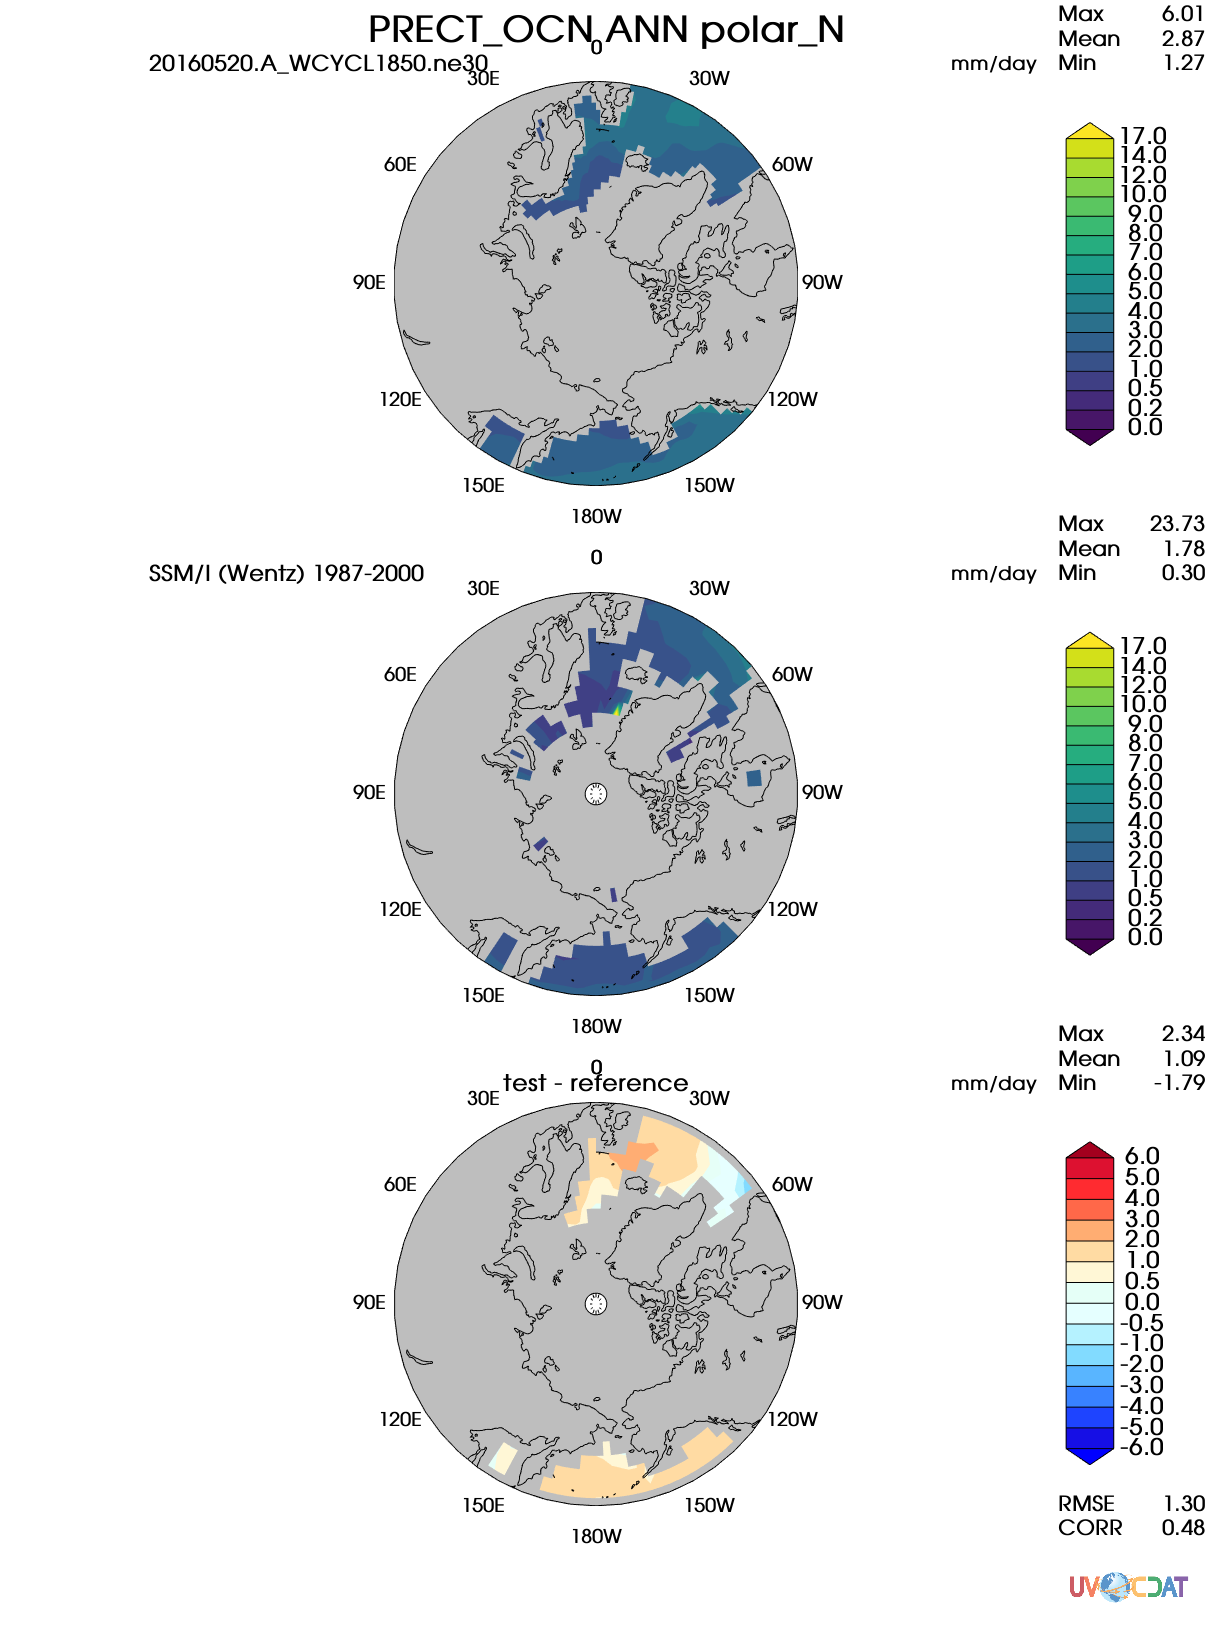 PRECT_OCN ANN polar_N
20160520.A_WCYCL1850.ne30
mm/day
Max 6.01
Mean 2.87
Min 1.27
0
30E
30W
60E
60W
90E
90W
120E
120W
150E
150W
180W
17.0
14.0
12.0
10.0
9.0
8.0
7.0
6.0
5.0
4.0
3.0
2.0
1.0
0.5
0.2
0.0
SSM/I (Wentz) 1987-2000
mm/day
Max 23.73
Mean 1.78
Min 0.30
0
30E
30W
60E
60W
90E
90W
120E
120W
150E
150W
180W
17.0
14.0
12.0
10.0
9.0
8.0
7.0
6.0
5.0
4.0
3.0
2.0
1.0
0.5
0.2
0.0
test - reference
mm/day
Max 2.34
Mean 1.09
Min -1.79
0
30E
30W
60E
60W
90E
90W
120E
120W
150E
150W
180W
6.0
5.0
4.0
3.0
2.0
1.0
0.5
0.0
-0.5
-1.0
-2.0
-3.0
-4.0
-5.0
-6.0
RMSE 1.30
CORR 0.48
UV CDAT